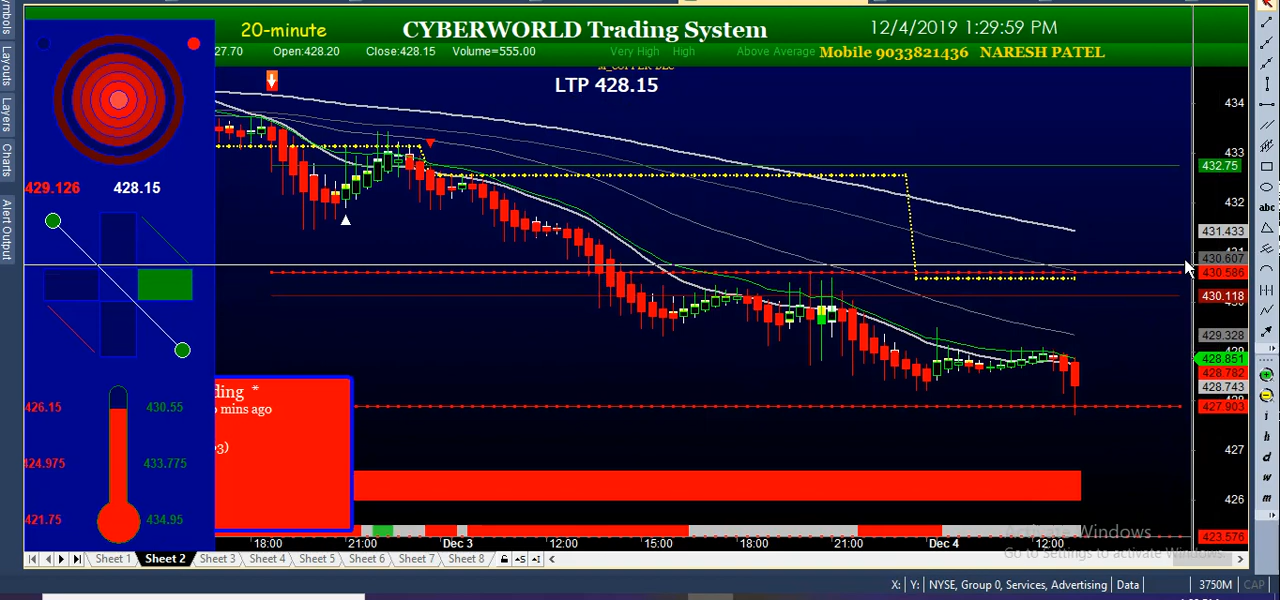 Layouts
Layers
Charts
Alert Output
20-minute
CYBERWORLD Trading System
12/4/2019 1:29:59 PM
27.70 Open:428.20 Close:428.15 Volume=555.00
Very High High Above Average
Mobile 9033821436 NARESH PATEL
LTP 428.15
429.126 428.15
426.15 430.55
424.975 433.775
421.75 434.95
ding *
mins ago
434
433
432.75
432
431.433
430.607
430.586
430.118
429.328
428.851
428.782
428.743
427.903
427
426
423.576
18:00 21:00 Dec 3 12:00 15:00 18:00 21:00 Dec 4 12:00
abc
i
h
d
w
m
Activate Windows
Go to Settings to activate Windows.
Sheet 1 Sheet 2 Sheet 3 Sheet 4 Sheet 5 Sheet 6 Sheet 7 Sheet 8
X: Y: NYSE, Group 0, Services, Advertising Data 3750M CAP